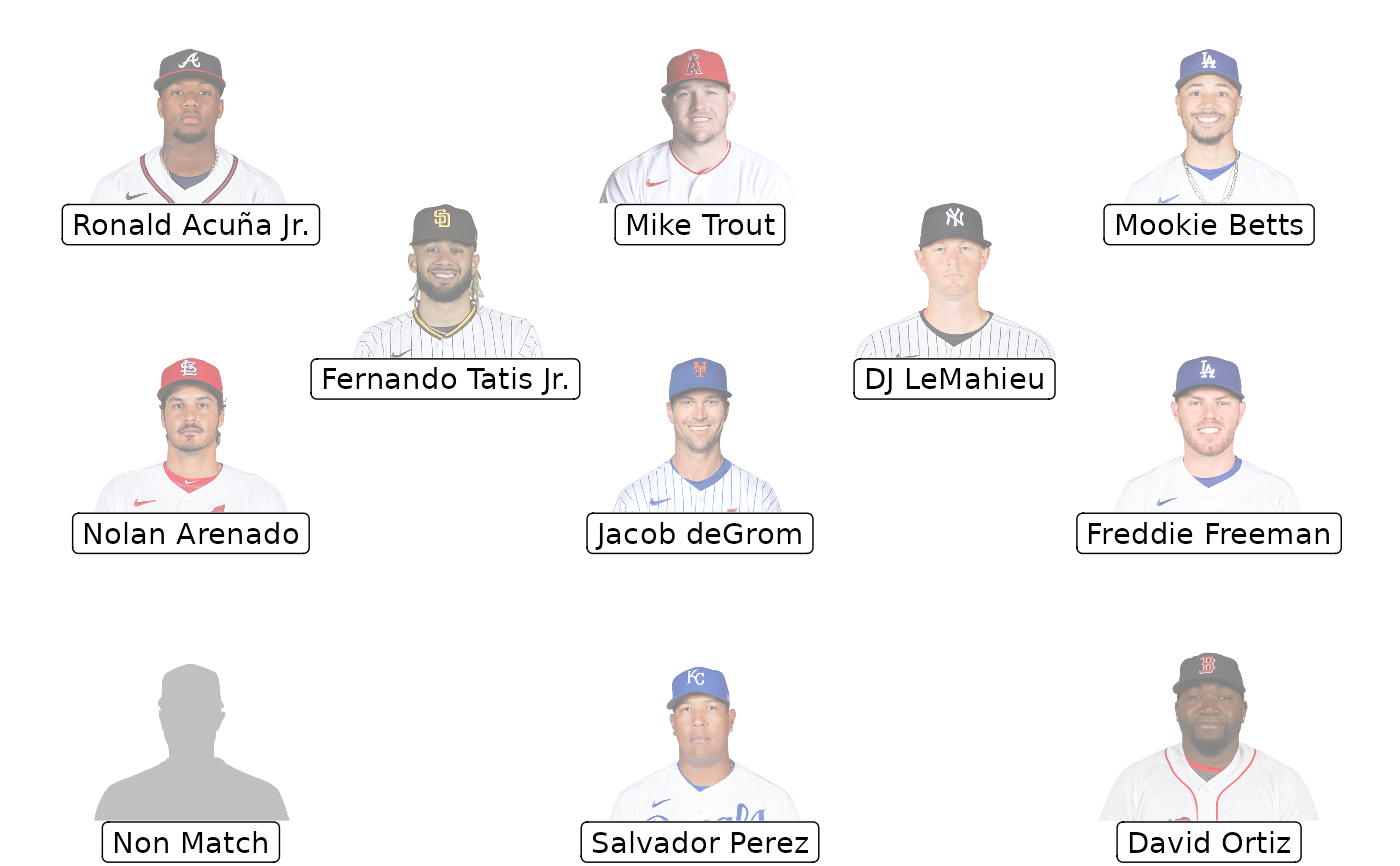 Ronald Acuña Jr.
Mike Trout
Mookie Betts
Fernando Tatis Jr.
DJ LeMahieu
Nolan Arenado
Jacob deGrom
Freddie Freeman
Non Match
Salvador Perez
David Ortiz